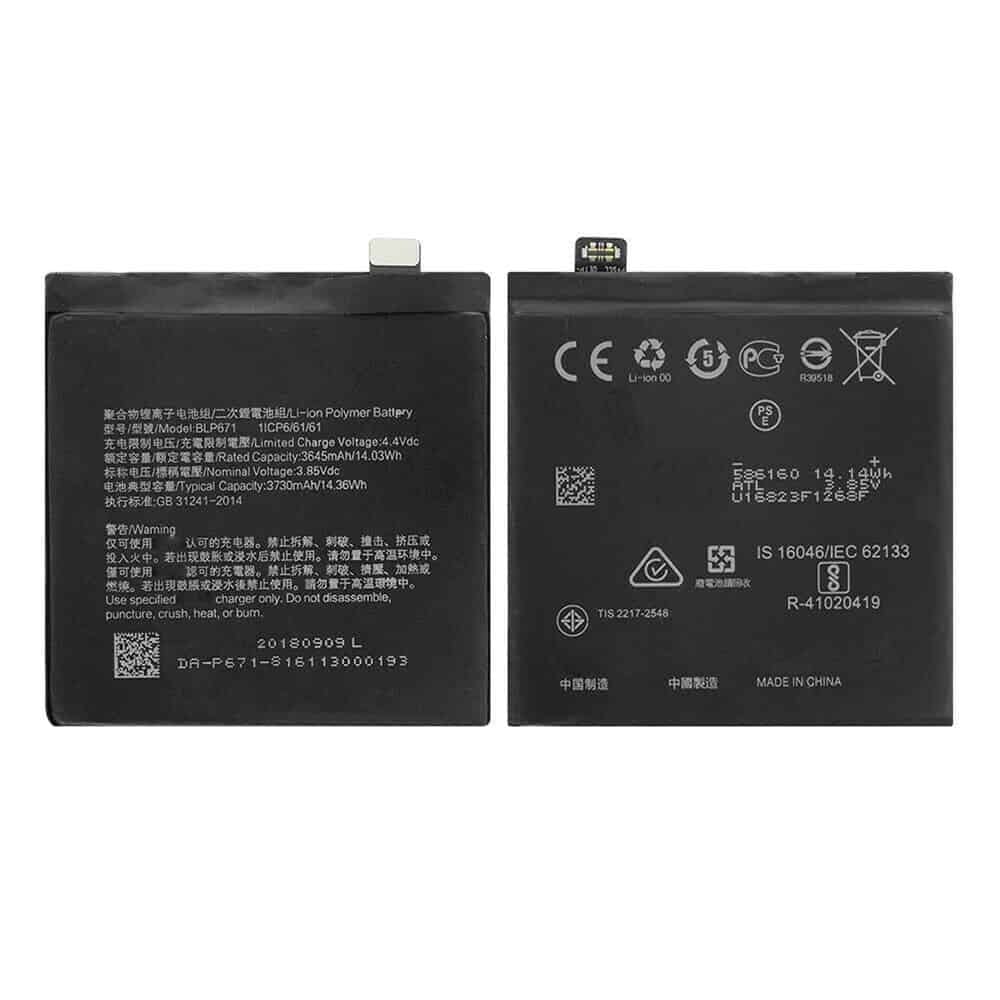 聚合物锂离子电池组/二次鋰電池組/Li-ion Polymer Battery
型号/型號/Model:BLP671 1ICP6/61/61
充电限制电压/充電限制電壓/Limited Charge Voltage:4.4Vdc
额定容量/額定容量/Rated Capacity:3645mAh/14.03Wh
标称电压/標稱電壓/Nominal Voltage:3.85Vdc
电池典型容量/Typical Capacity:3730mAh/14.36Wh
执行标准:GB 31241-2014
警告/Warning
仅可使用 认可的充电器。禁止拆解、刺破、撞击、挤压或
投入火中。若出现鼓胀或浸水后禁止使用。请勿置于高温环境中。
僅可使用 認可的充電器。禁止拆解、刺破、擠壓、加熱或
燃燒。若出現鼓脹或浸水後禁止使用。請勿置于高溫環境中。
Use specified charger only. Do not disassemble,
puncture, crush, heat, or burn.
20180909 L
DA-P671-816113000193
CE
Li-ion 00
5
PC
R39518
PS
E
- +
586160 14.14Wh
ATL 3.85V
U16823F1268F
廢電池請回收
IS 16046/IEC 62133
R-41020419
TIS 2217-2548
中国制造 中國製造 MADE IN CHINA